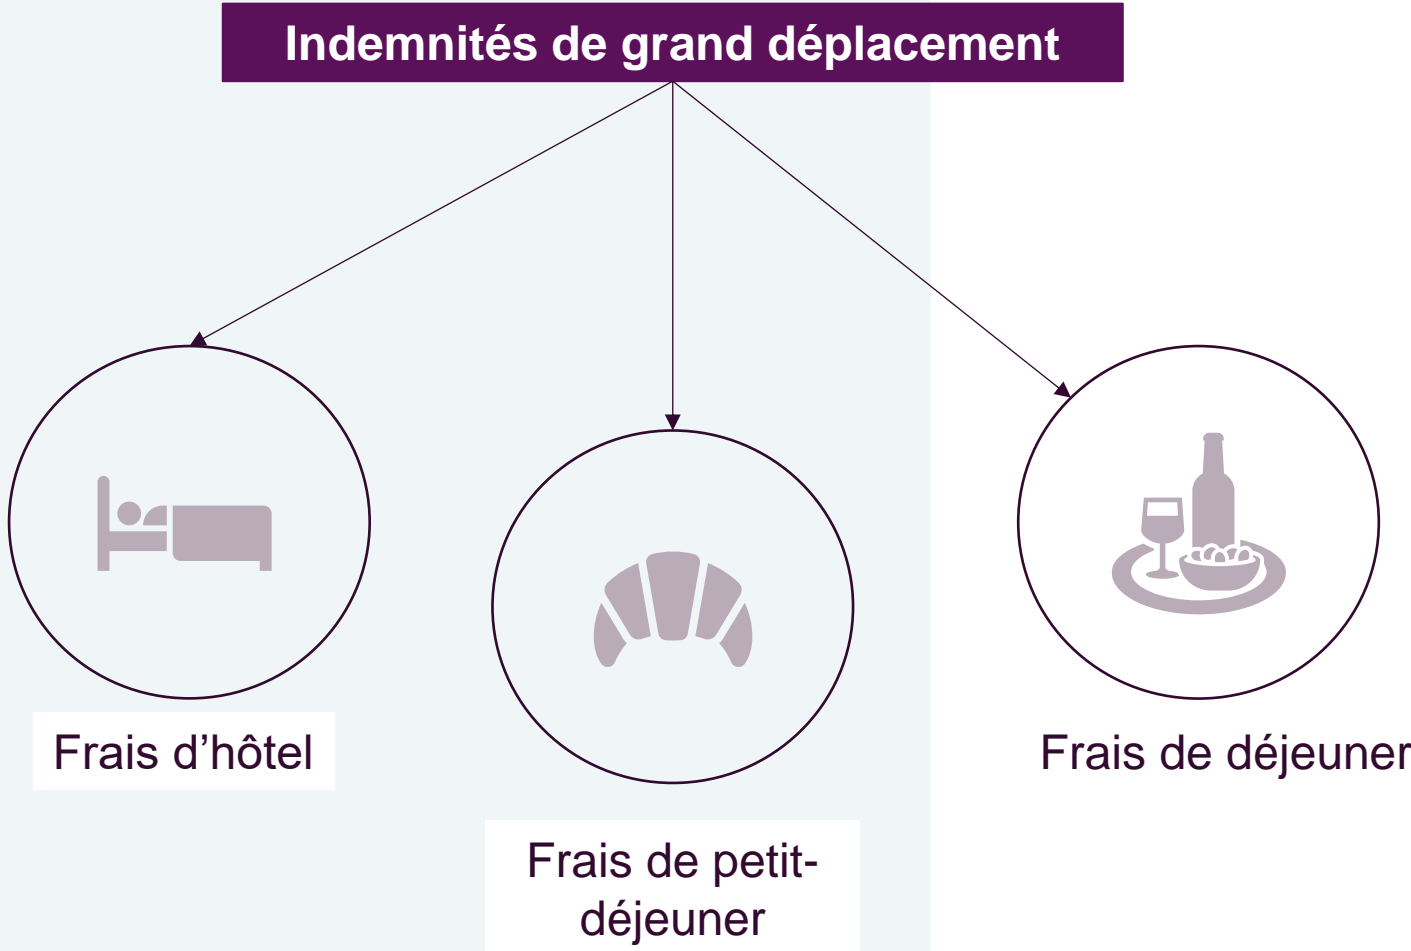 Indemnités de grand déplacement
Frais d’hôtel
Frais de petit-
déjeuner
Frais de déjeuner